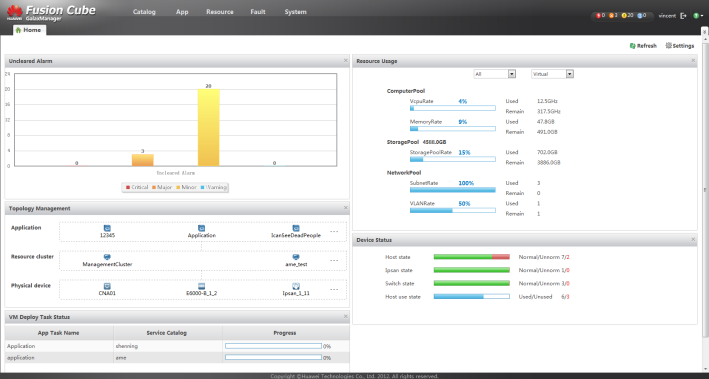 Fusion Cube
HUAWEI GalaxManager
Catalog App Resource Fault System
0 3 20 0 vincent
Home
Refresh Settings
Uncleared Alarm
24
20
16
12
8
4
0
0 3 20 0
Uncleared Alarm
Critical Major Minor Warning
Topology Management
Application 12345 Application IcanSeeDeadPeople ...
Resource cluster ManagementCluster ame_test ...
Physical device CNA01 E6000-B_1_2 Ipsan_1_11 ...
VM Deploy Task Status
App Task Name Service Catalog Progress
Application shenning 0%
application ame 0%
Resource Usage
All Virtual
ComputerPool
VcpuRate 4% Used 12.5GHz
Remain 317.5GHz
MemoryRate 9% Used 47.8GB
Remain 491.0GB
StoragePool
StoragePoolRate 15% Used 702.0GB
Remain 3886.0GB
NetworkPool
SubnetRate 100% Used 3
Remain 0
VLANRate 50% Used 1
Remain 1
Device Status
Host state Normal/Unnorm 7/2
Ipsan state Normal/Unnorm 1/0
Switch state Normal/Unnorm 3/0
Host use state Used/Unused 6/3
Copyright ©Huawei Technologies Co., Ltd. 2012. All rights reserved.